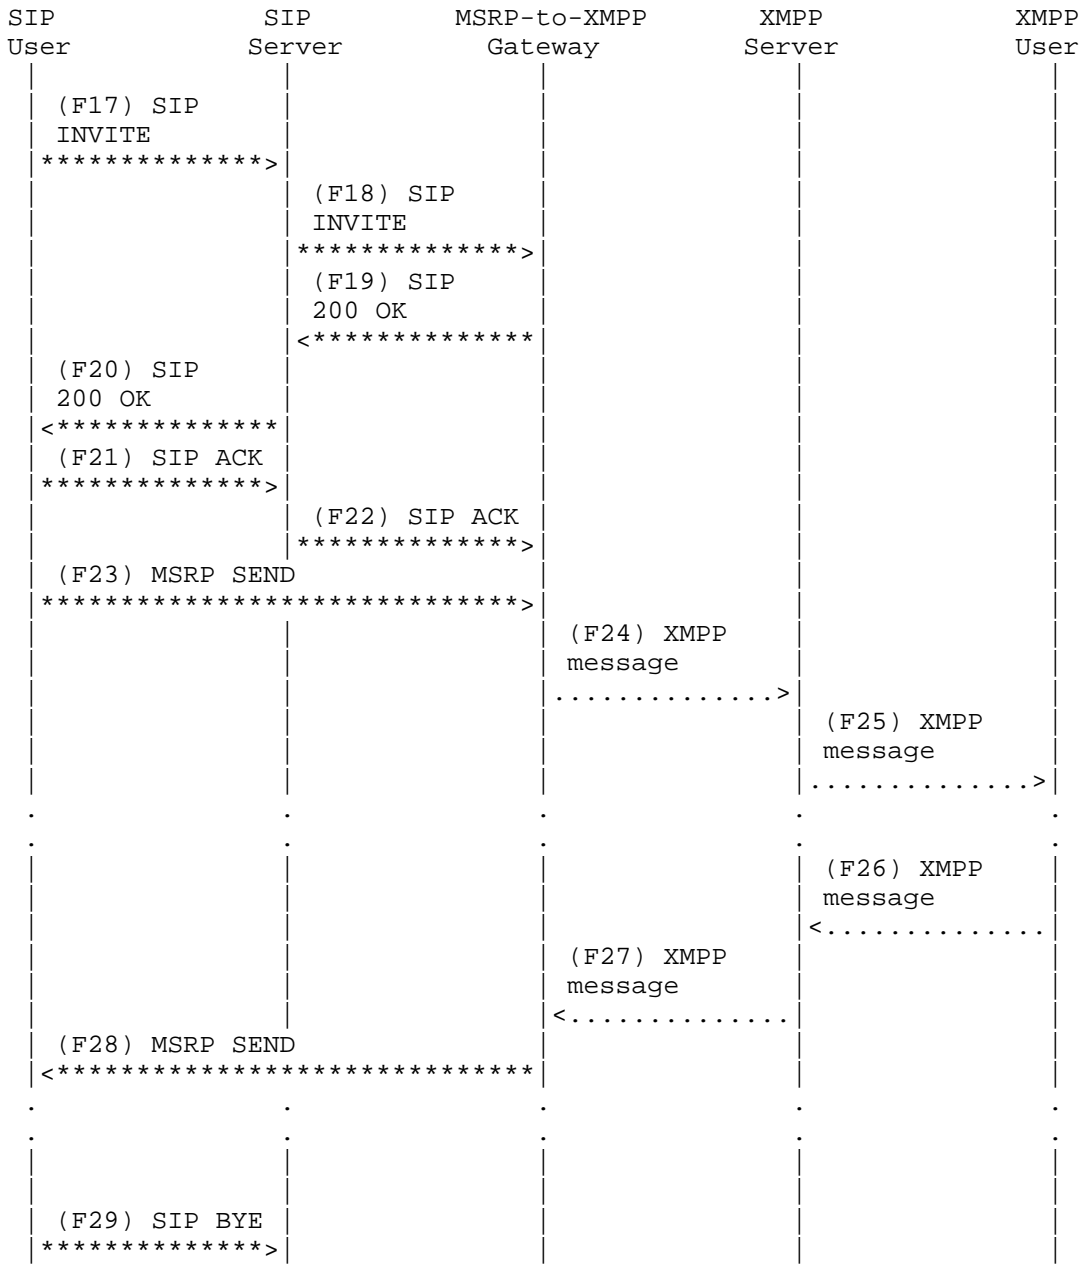 SIP SIP MSRP-to-XMPP XMPP XMPP
User Server Gateway Server User
(F17) SIP
INVITE
**************>
(F18) SIP
INVITE
**************>
(F19) SIP
200 OK
<**************
(F20) SIP
200 OK
<**************
(F21) SIP ACK
**************>
(F22) SIP ACK
**************>
(F23) MSRP SEND
******************************>
(F24) XMPP
message
..............>
(F25) XMPP
message
..............>
. . . . .
. . . . .
(F26) XMPP
message
<..............
(F27) XMPP
message
<..............
(F28) MSRP SEND
<******************************
. . . . .
. . . . .
(F29) SIP BYE
**************>